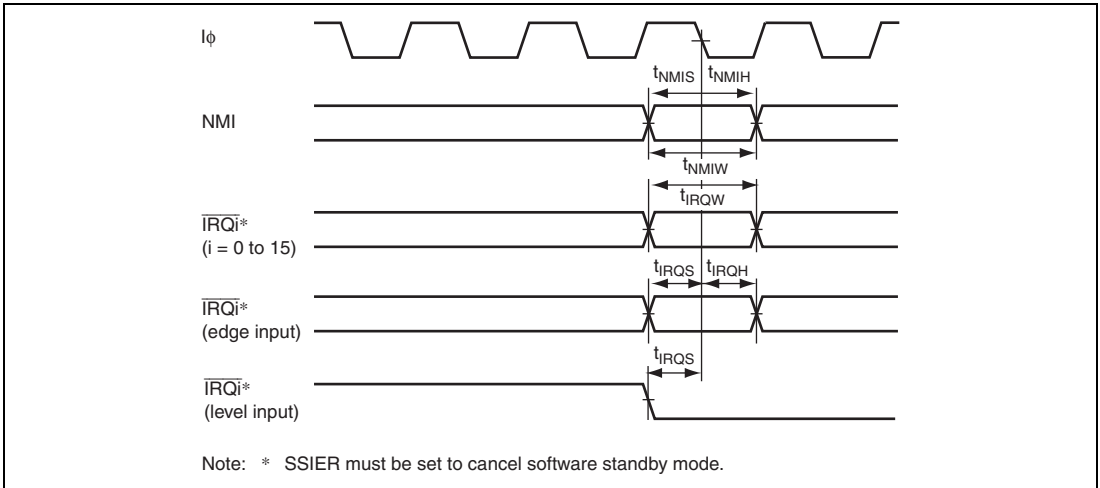 Iϕ
tNMIS tNMIH
NMI
tNMIW
tIRQW
IRQi*
(i = 0 to 15)
tIRQS tIRQH
IRQi*
(edge input)
tIRQS
IRQi*
(level input)
Note: * SSIER must be set to cancel software standby mode.